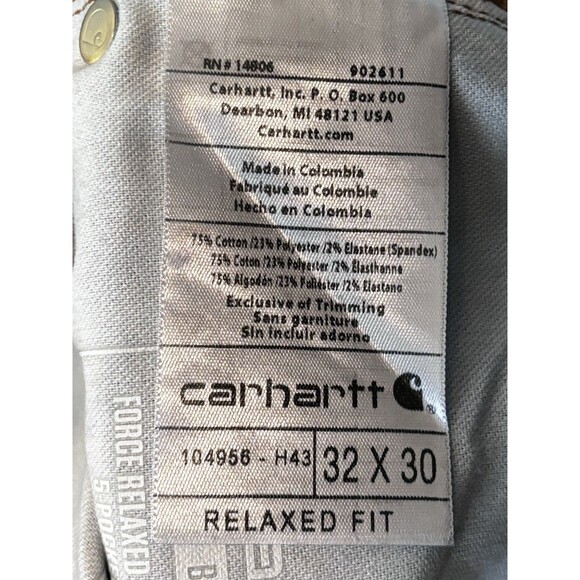 RN # 14806 902611
Carhartt, Inc. P. O. Box 600
Dearbon, MI 48121 USA
Carhartt.com
Made in Colombia
Fabriqué au Colombie
Hecho en Colombia
75% Cotton /23% Polyester /2% Elastane (Spandex)
75% Coton /23% Polyester /2% Elasthanne
75% Algodón /23% Poliéster /2% Elastano
Exclusive of Trimming
Sans garniture
Sin incluir adorno
carhartt
®
104956 - H43
32 X 30
RELAXED FIT
FORCE RELAXED